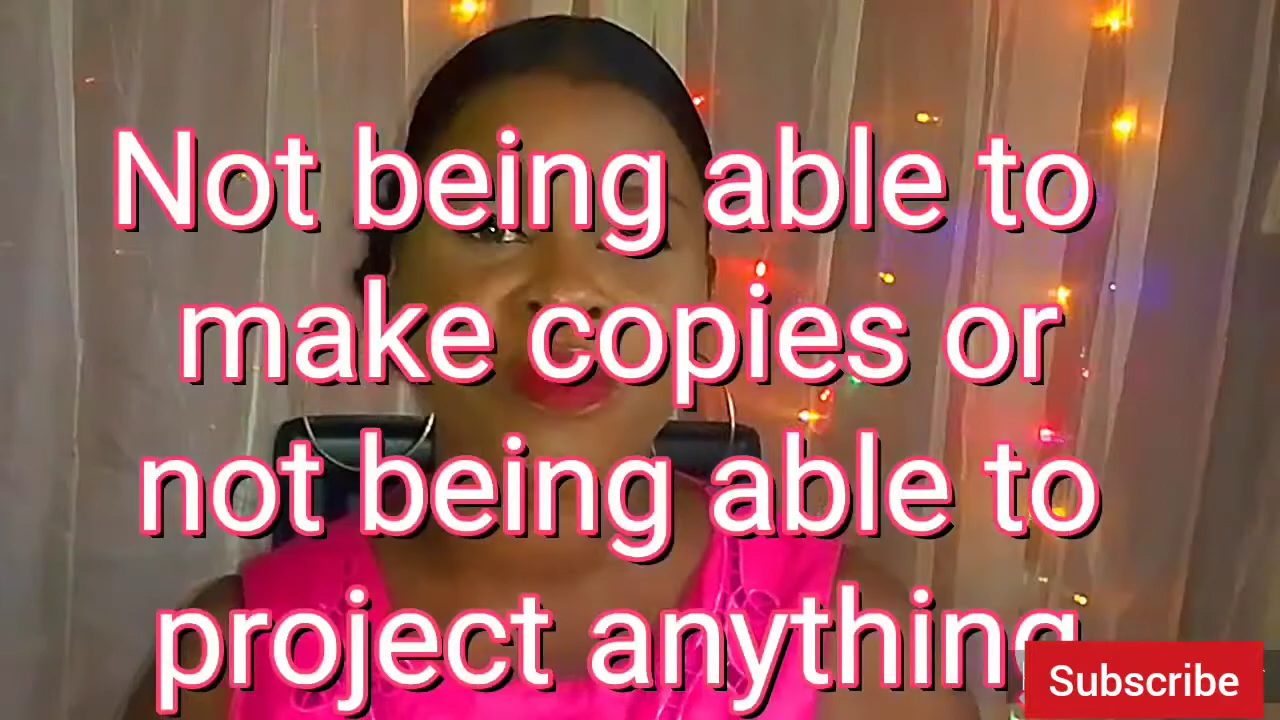 Not being able to
make copies or
not being able to
project anything
Subscribe